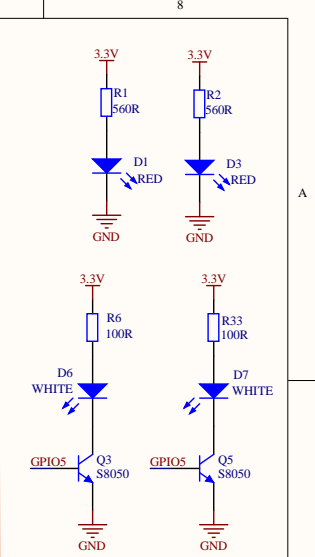 8
3.3V
3.3V
R1
560R
R2
560R
D1
RED
D3
RED
A
GND
GND
3.3V
3.3V
R6
100R
R33
100R
D6
WHITE
D7
WHITE
GPIO5
Q3
S8050
GPIO5
Q5
S8050
GND
GND